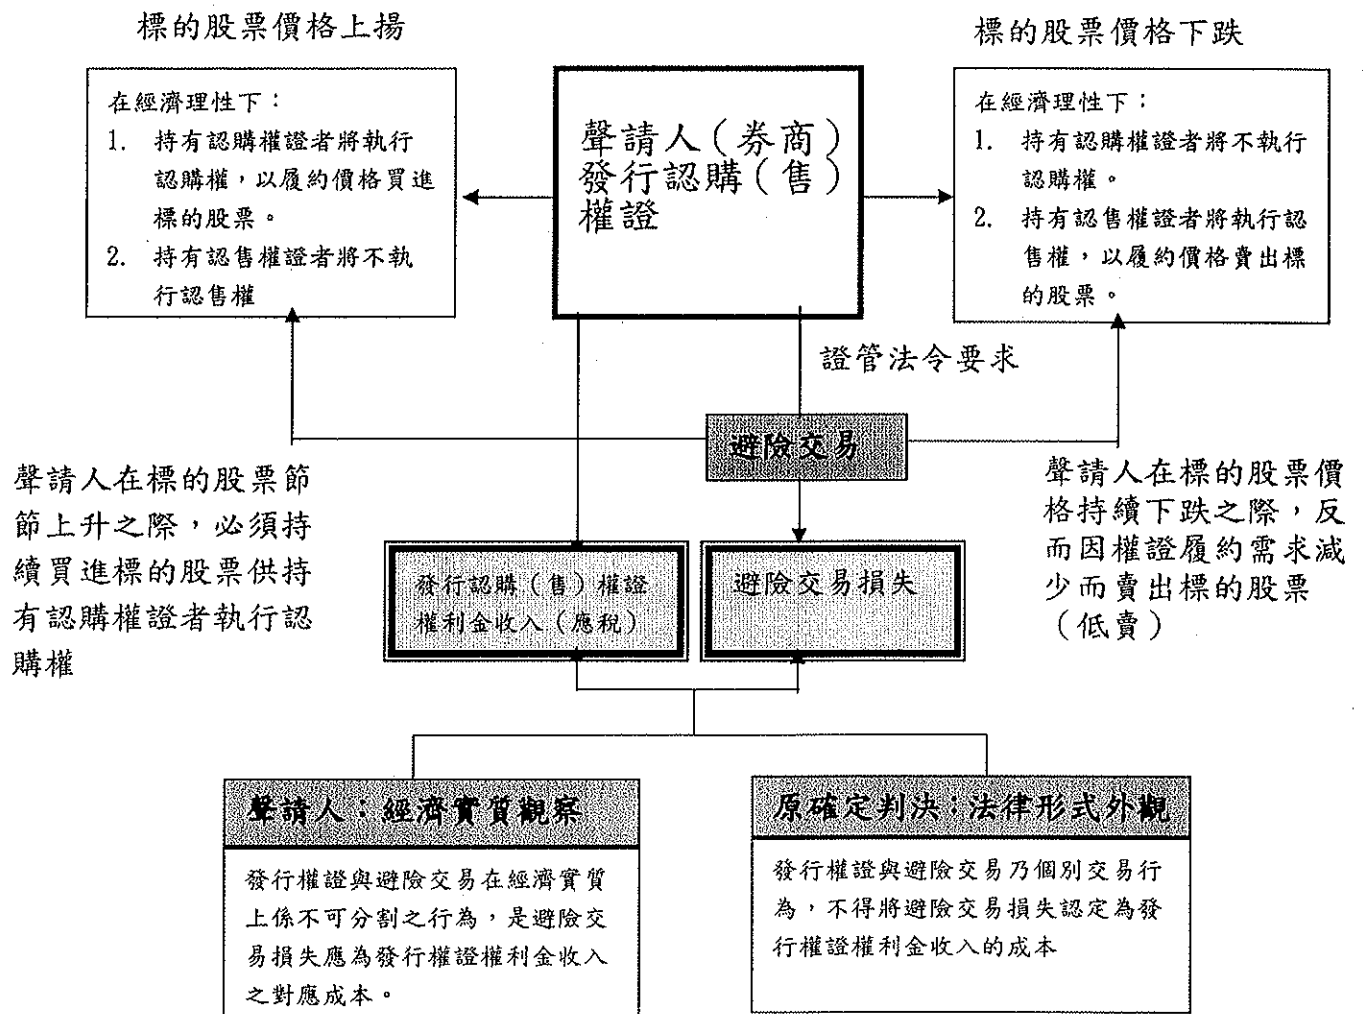 標的股票價格上揚
標的股票價格下跌
在經濟理性下：
1. 持有認購權證者將執行
認購權，以履約價格買進
標的股票。
2. 持有認售權證者將不執
行認售權
聲請人（券商）
發行認購（售）
權證
在經濟理性下：
1. 持有認購權證者將不執行
認購權。
2. 持有認售權證者將執行認
售權，以履約價格賣出標
的股票。
證管法令要求
避險交易
聲請人在標的股票節
節上升之際，必須持
續買進標的股票供持
有認購權證者執行認
購權
聲請人在標的股票價
格持續下跌之際，反
而因權證履約需求減
少而賣出標的股票
（低賣）
發行認購（售）權證
權利金收入（應稅）
避險交易損失
聲請人：經濟實質觀察
發行權證與避險交易在經濟實質
上係不可分割之行為，是避險交
易損失應為發行權證權利金收入
之對應成本。
原確定判決：法律形式外觀
發行權證與避險交易乃個別交易行
為，不得將避險交易損失認定為發
行權證權利金收入的成本